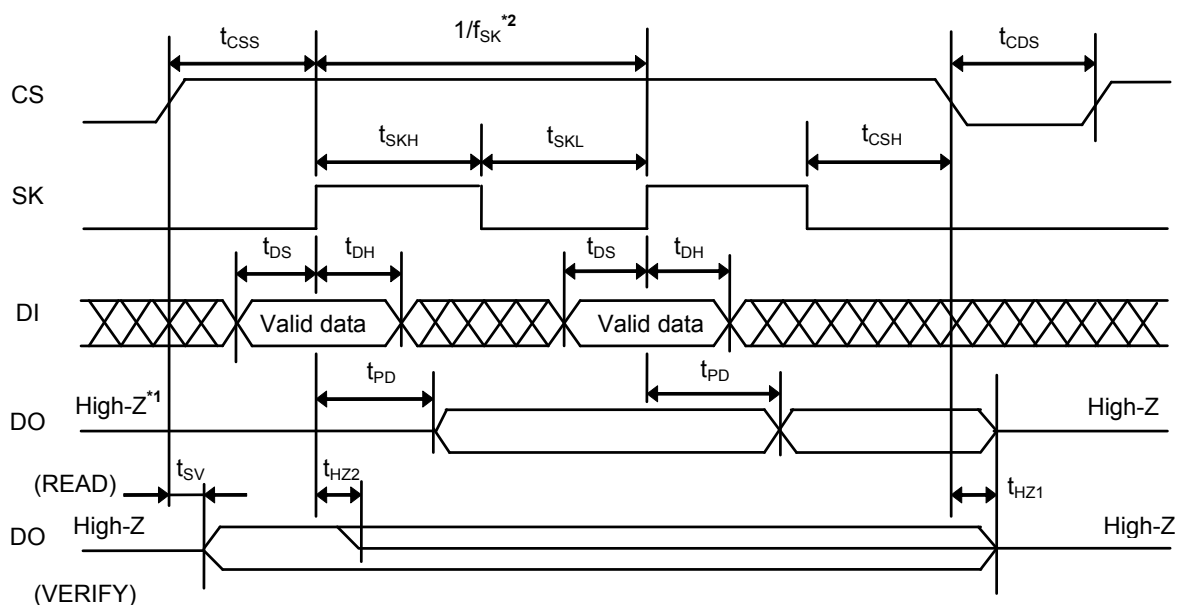 tCSS 1/fSK*2 tCDS
CS
tSKH tSKL tCSH
SK
tDS tDH tDS tDH
DI Valid data Valid data
tPD tPD
High-Z*1 High-Z
DO
tSV tHZ2 tHZ1
(READ)
High-Z High-Z
DO
(VERIFY)